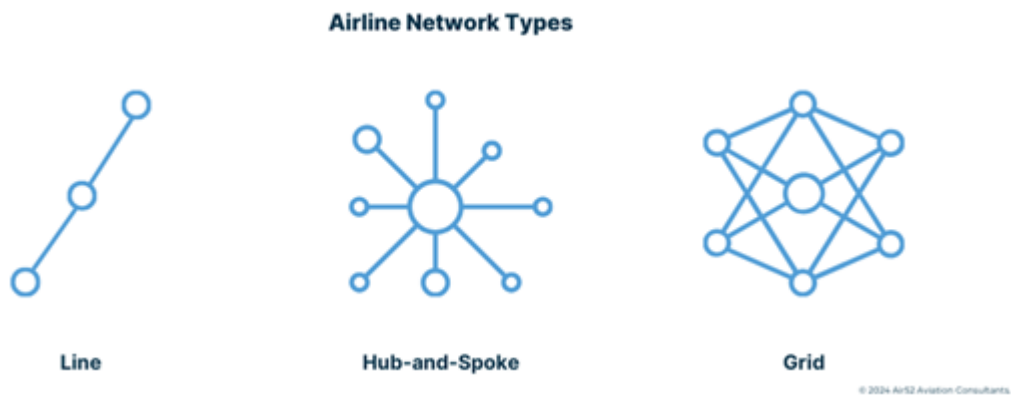 Airline Network Types
Line
Hub-and-Spoke
Grid
© 2024 Air52 Aviation Consultants.